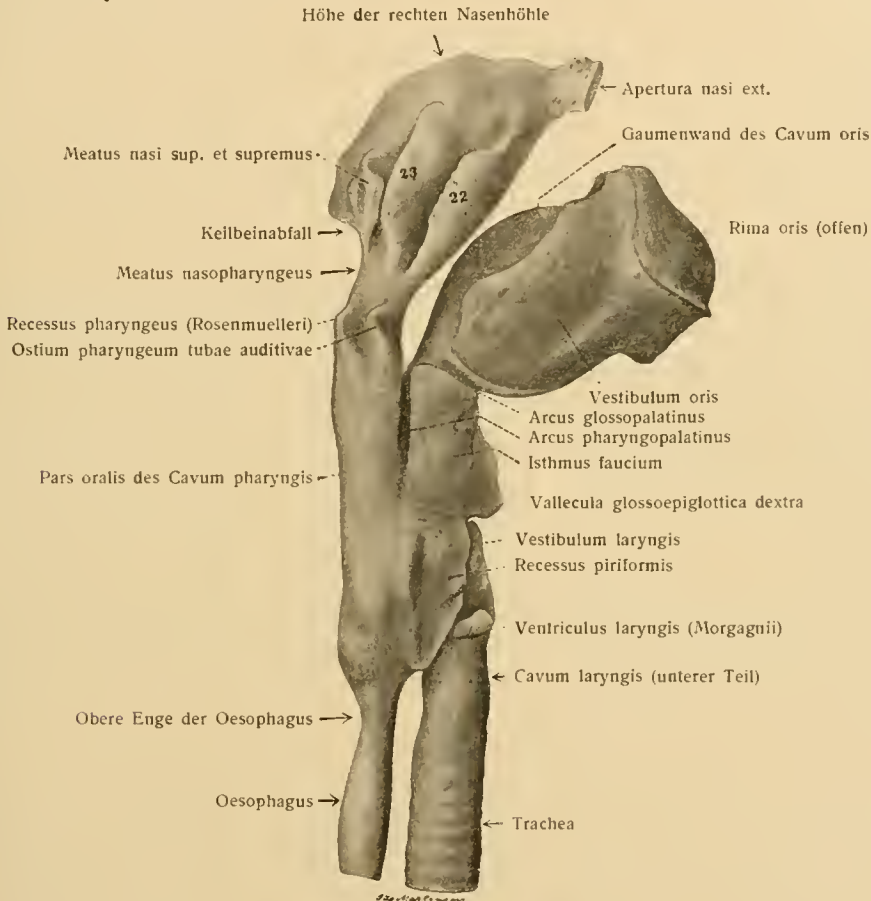 Höhe der rechten Nasenhöhle
Apertura nasi ext.
Gaumenwand des Cavum oris
Meatus nasi sup. et supremus
23
22
Rima oris (offen)
Keilbeinabfall
Meatus nasopharyngeus
Recessus pharyngeus (Rosenmuelleri)
Ostium pharyngeum tubae auditivae
Vestibulum oris
Arcus glossopalatinus
Arcus pharyngopalatinus
Isthmus faucium
Pars oralis des Cavum pharyngis
Vallecula glossoepiglottica dextra
Vestibulum laryngis
Recessus piriformis
Ventriculus laryngis (Morgagnii)
Cavum laryngis (unterer Teil)
Obere Enge der Oesophagus
Oesophagus
Trachea